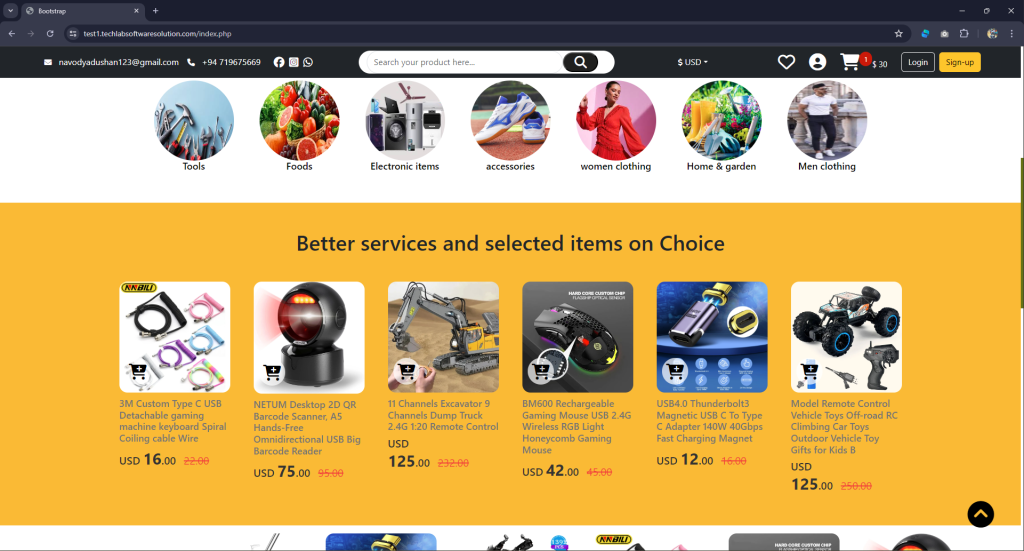 Bootstrap
test1.techlabsoftwaresolution.com/index.php
navodyadushan123@gmail.com +94 719675669 Search your product here... $ USD 1 $ 30 Login Sign-up
Tools Foods Electronic items accessories women clothing Home & garden Men clothing
Better services and selected items on Choice
NNBILI
HARD CORE CUSTOM CHIP
FLAGSHIP OPTICAL SENSOR
3M Custom Type C USB
Detachable gaming
machine keyboard Spiral
Coiling cable Wire
USD 16.00 22.00
NETUM Desktop 2D QR
Barcode Scanner, A5
Hands-Free
Omnidirectional USB Big
Barcode Reader
USD 75.00 95.00
11 Channels Excavator 9
Channels Dump Truck
2.4G 1:20 Remote Control
USD
125.00 232.00
BM600 Rechargeable
Gaming Mouse USB 2.4G
Wireless RGB Light
Honeycomb Gaming
Mouse
USD 42.00 45.00
USB4.0 Thunderbolt3
Magnetic USB C To Type
C Adapter 140W 40Gbps
Fast Charging Magnet
USD 12.00 16.00
Model Remote Control
Vehicle Toys Off-road RC
Climbing Car Toys
Outdoor Vehicle Toy
Gifts for Kids B
USD
125.00 250.00
NNBILI
HARD CORE CUSTOM CHIP